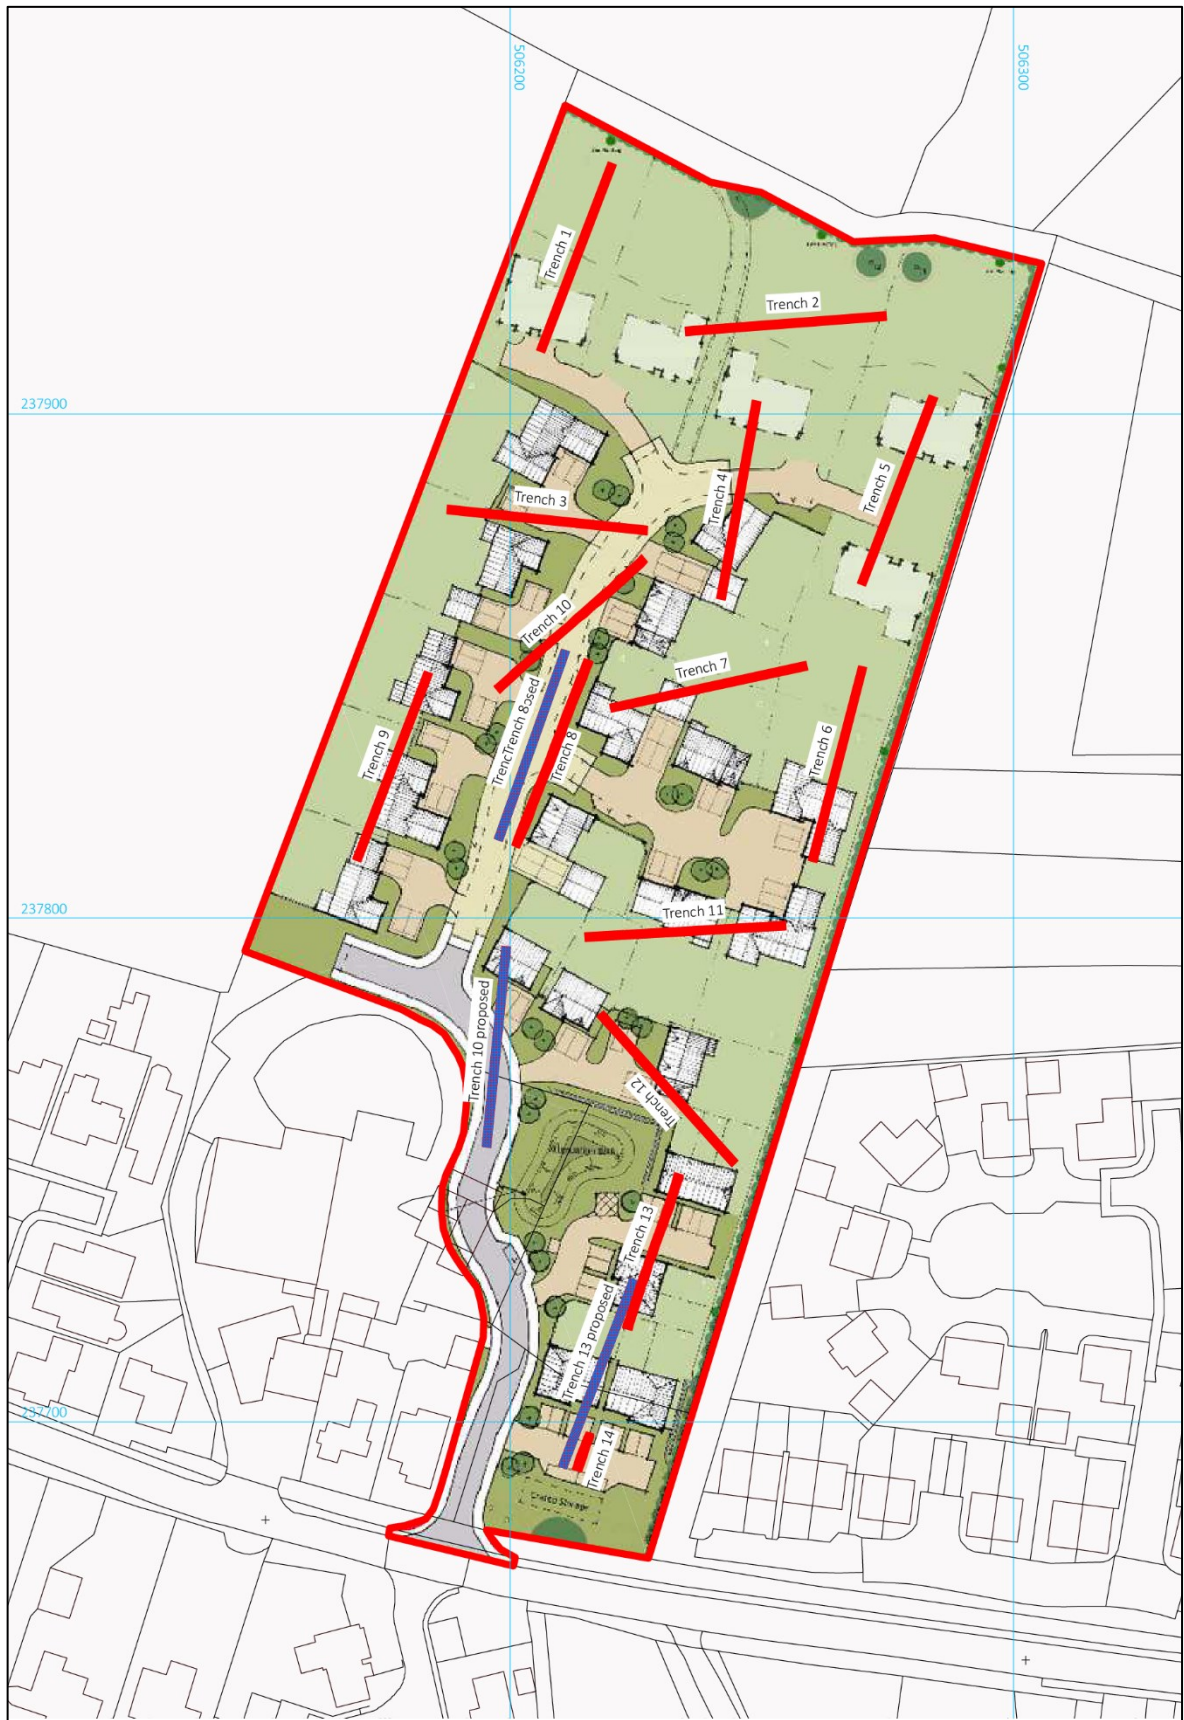 506200
506300
Trench 1
Trench 2
237900
Trench 3
Trench 4
Trench 5
Trench 10
Trench 7
TrencTrench 8osed
Trench 8
Trench 6
Trench 9
237800
Trench 11
Trench 10 proposed
Trench 12
Trench 13
Trench 13 proposed
237700
Trench 14